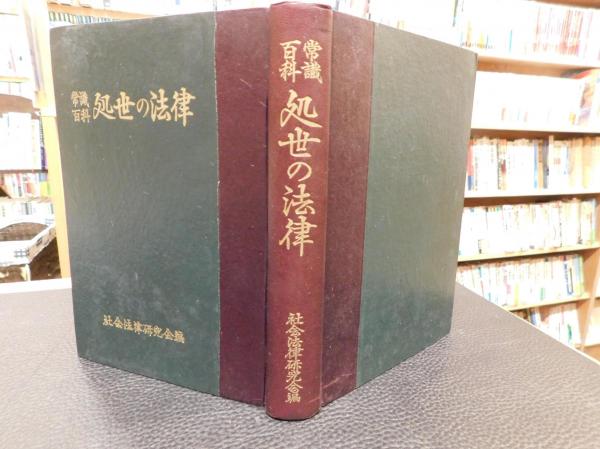 常識
百科
処世の法律
社会法律研究会編
常識
百科
処世の法律
社会法律研究会編